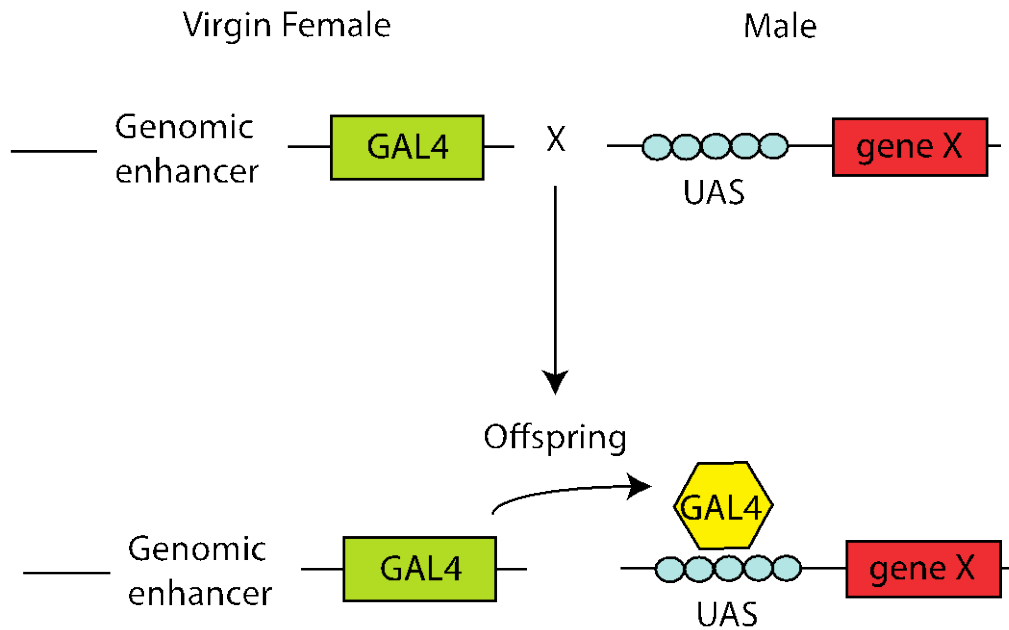 Virgin Female
Male
Genomic
enhancer
GAL4
X
UAS
gene X
Offspring
GAL4
Genomic
enhancer
GAL4
UAS
gene X